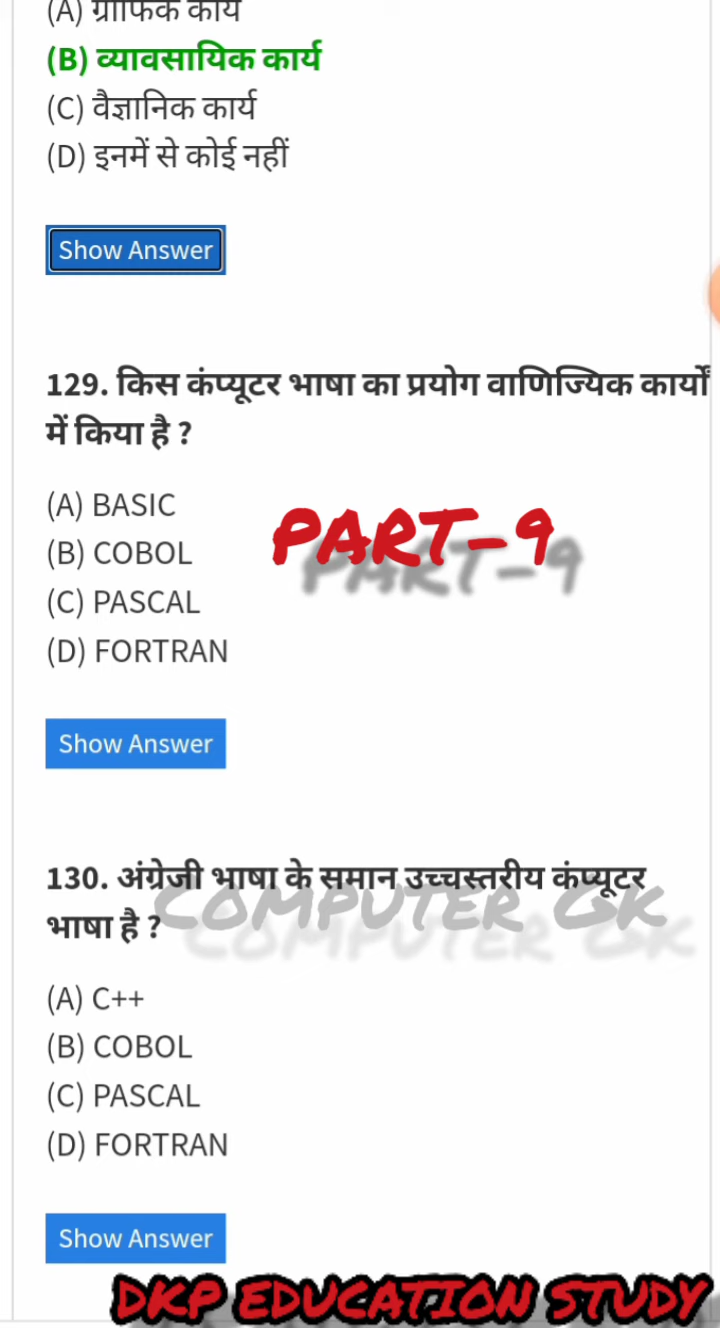 (A) ग्राफिक कार्य
(B) व्यावसायिक कार्य
(C) वैज्ञानिक कार्य
(D) इनमें से कोई नहीं
Show Answer
129. किस कंप्यूटर भाषा का प्रयोग वाणिज्यिक कार्यों
में किया है ?
(A) BASIC
(B) COBOL
(C) PASCAL
(D) FORTRAN
PART-9
Show Answer
130. अंग्रेजी भाषा के समान उच्चस्तरीय कंप्यूटर
भाषा है ?
COMPUTER GK
(A) C++
(B) COBOL
(C) PASCAL
(D) FORTRAN
Show Answer
DKP EDUCATION STUDY